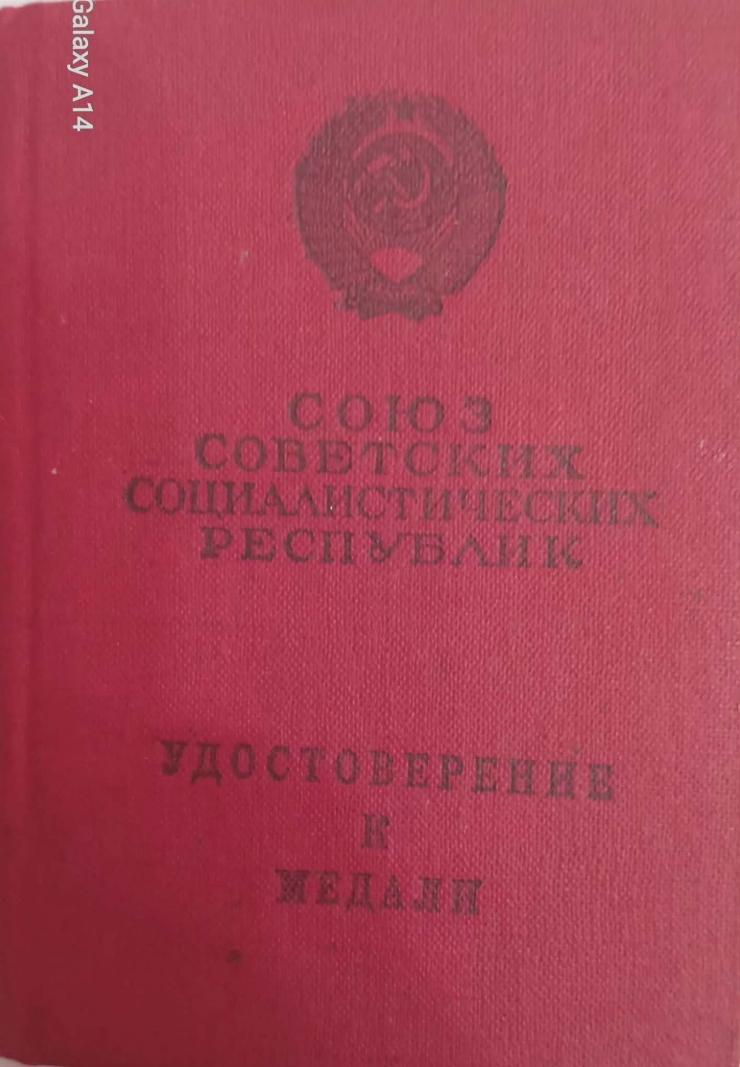 Galaxy A14
СОЮЗ
СОВЕТСКИХ
СОЦИАЛИСТИЧЕСКИХ
РЕСПУБЛИК
УДОСТОВЕРЕНИЕ
К
МЕДАЛИ